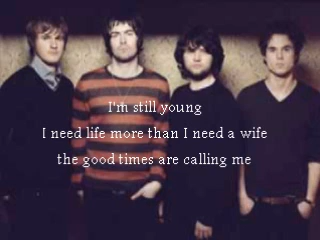 I'm still young
I need life more than I need a wife
the good times are calling me